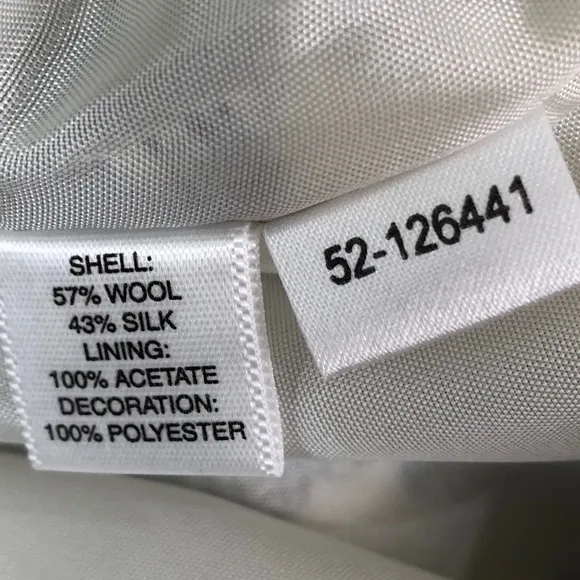 SHELL:
57% WOOL
43% SILK
LINING:
100% ACETATE
DECORATION:
100% POLYESTER
52-126441